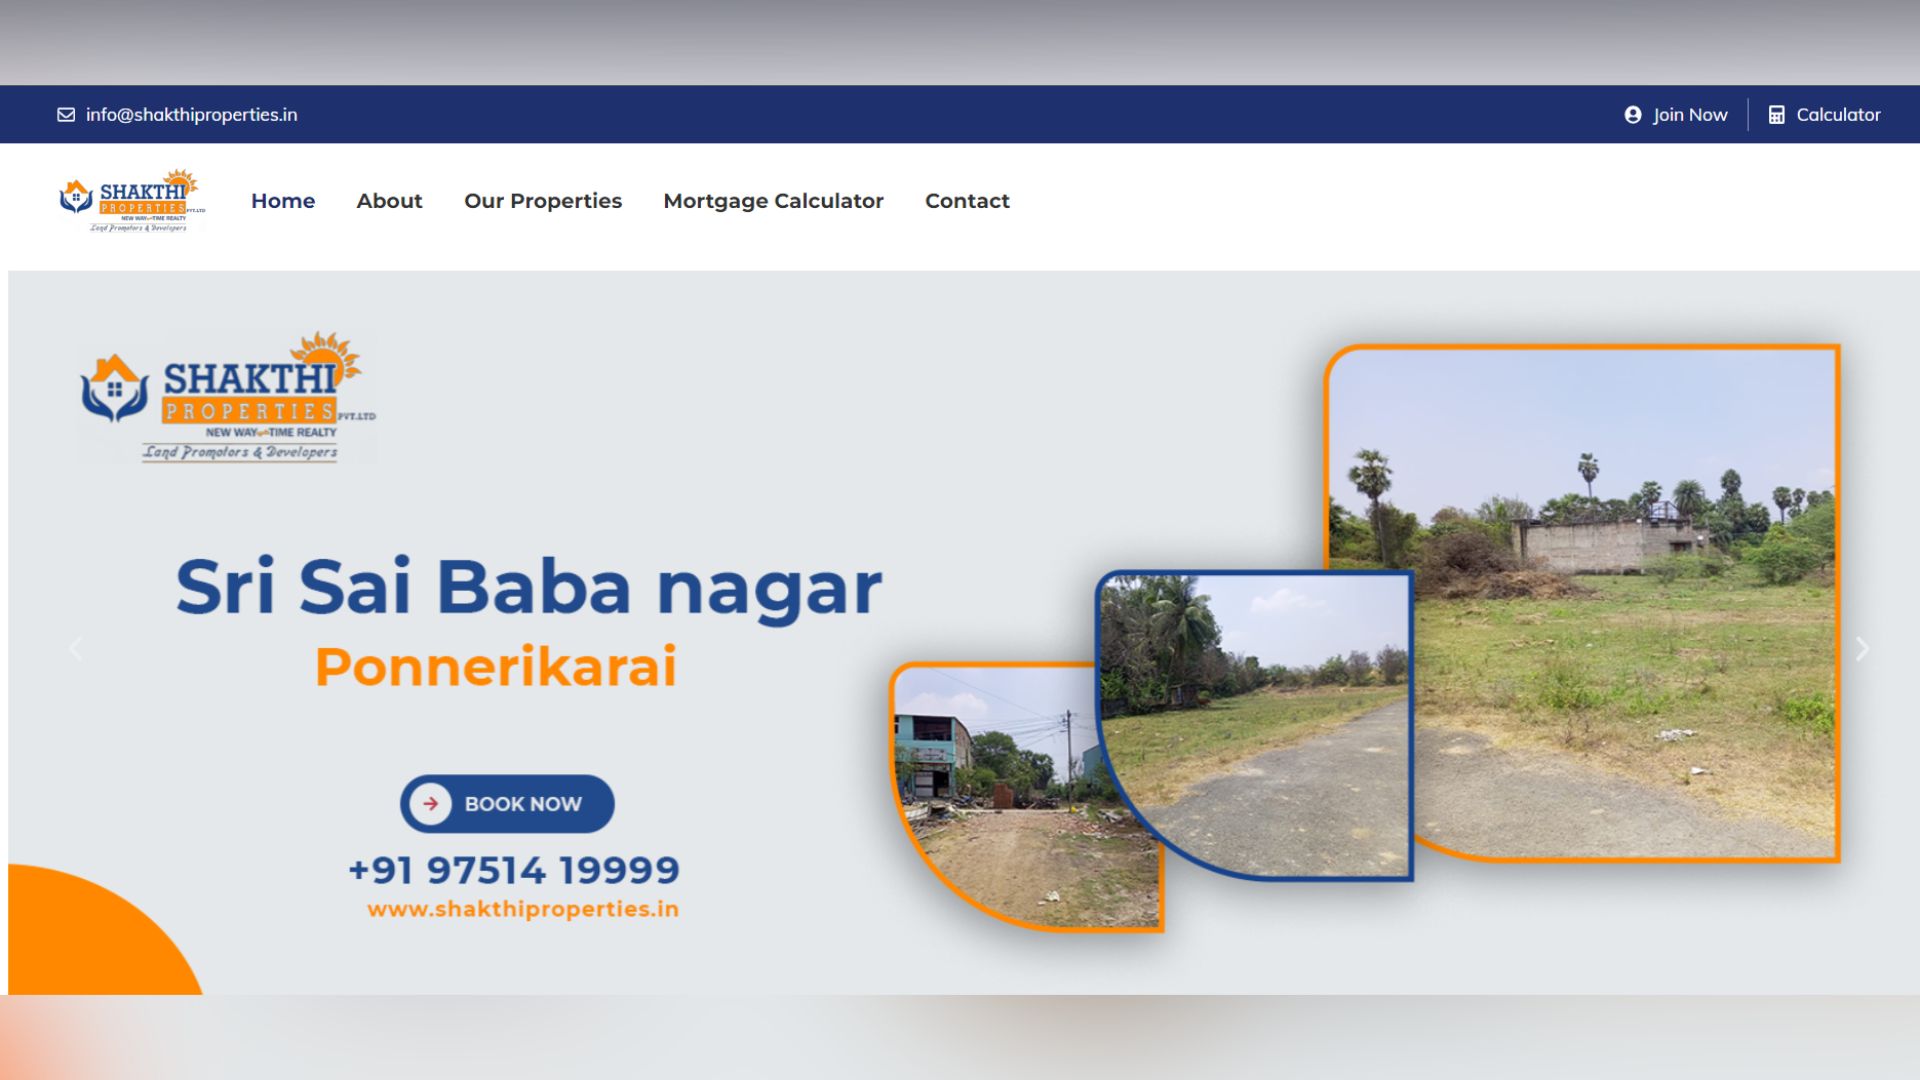 info@shakthiproperties.in
Join Now
Calculator
SHAKTHI
PROPERTIES PVT.LTD
NEW WAY TIME REALTY
Land Promotors & Developers
Home
About
Our Properties
Mortgage Calculator
Contact
SHAKTHI
PROPERTIES PVT.LTD
NEW WAY TIME REALTY
Land Promotors & Developers
Sri Sai Baba nagar
Ponnerikarai
BOOK NOW
+91 97514 19999
www.shakthiproperties.in